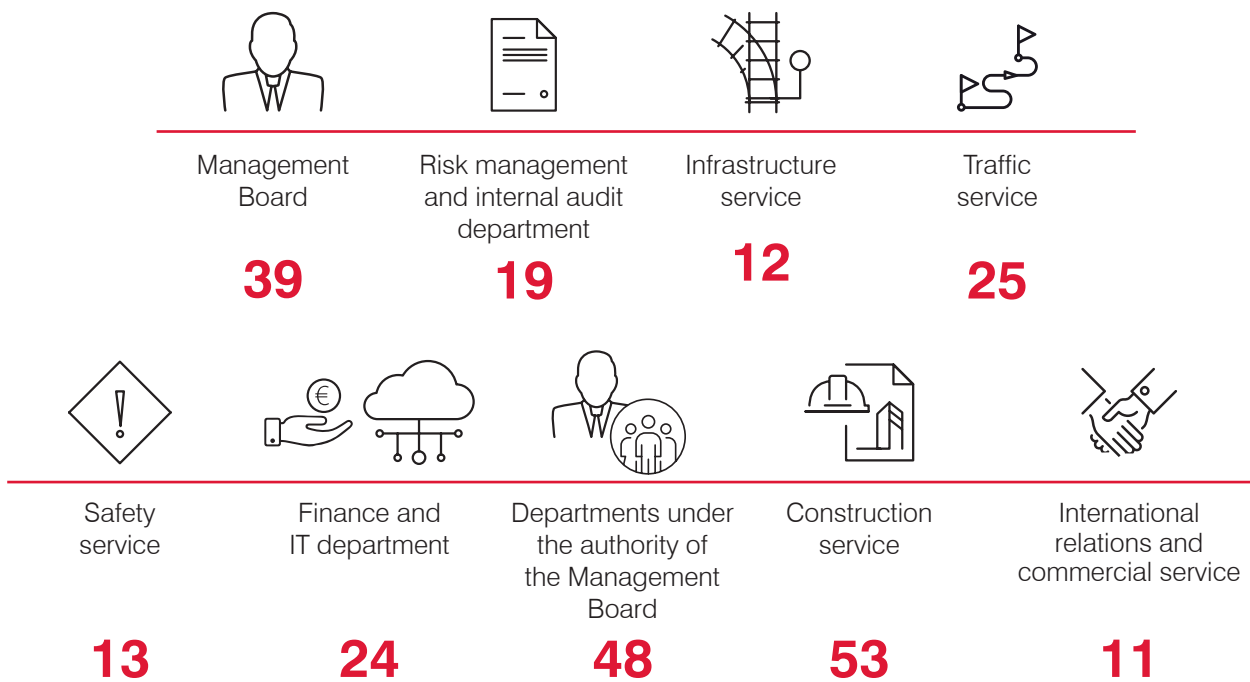 Management
Board
39
Risk management
and internal audit
department
19
Infrastructure
service
12
Traffic
service
25
Safety
service
13
€
Finance and
IT department
24
Departments under
the authority of
the Management
Board
48
Construction
service
53
International
relations and
commercial service
11